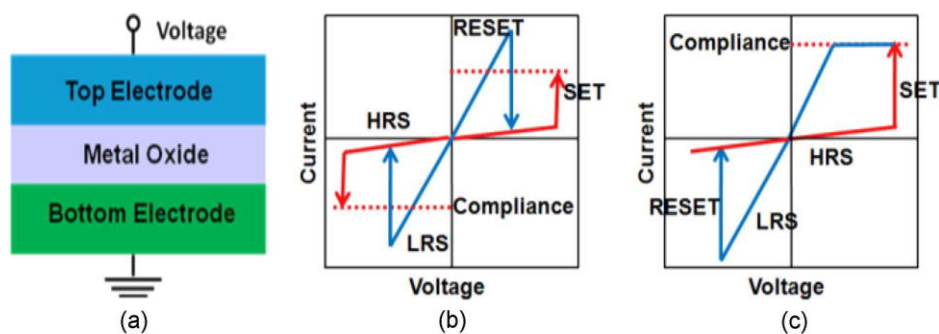 Voltage
Top Electrode
Metal Oxide
Bottom Electrode
(a)
RESET
SET
HRS
Current
Compliance
LRS
Voltage
(b)
Compliance
SET
Current
HRS
RESET
LRS
Voltage
(c)